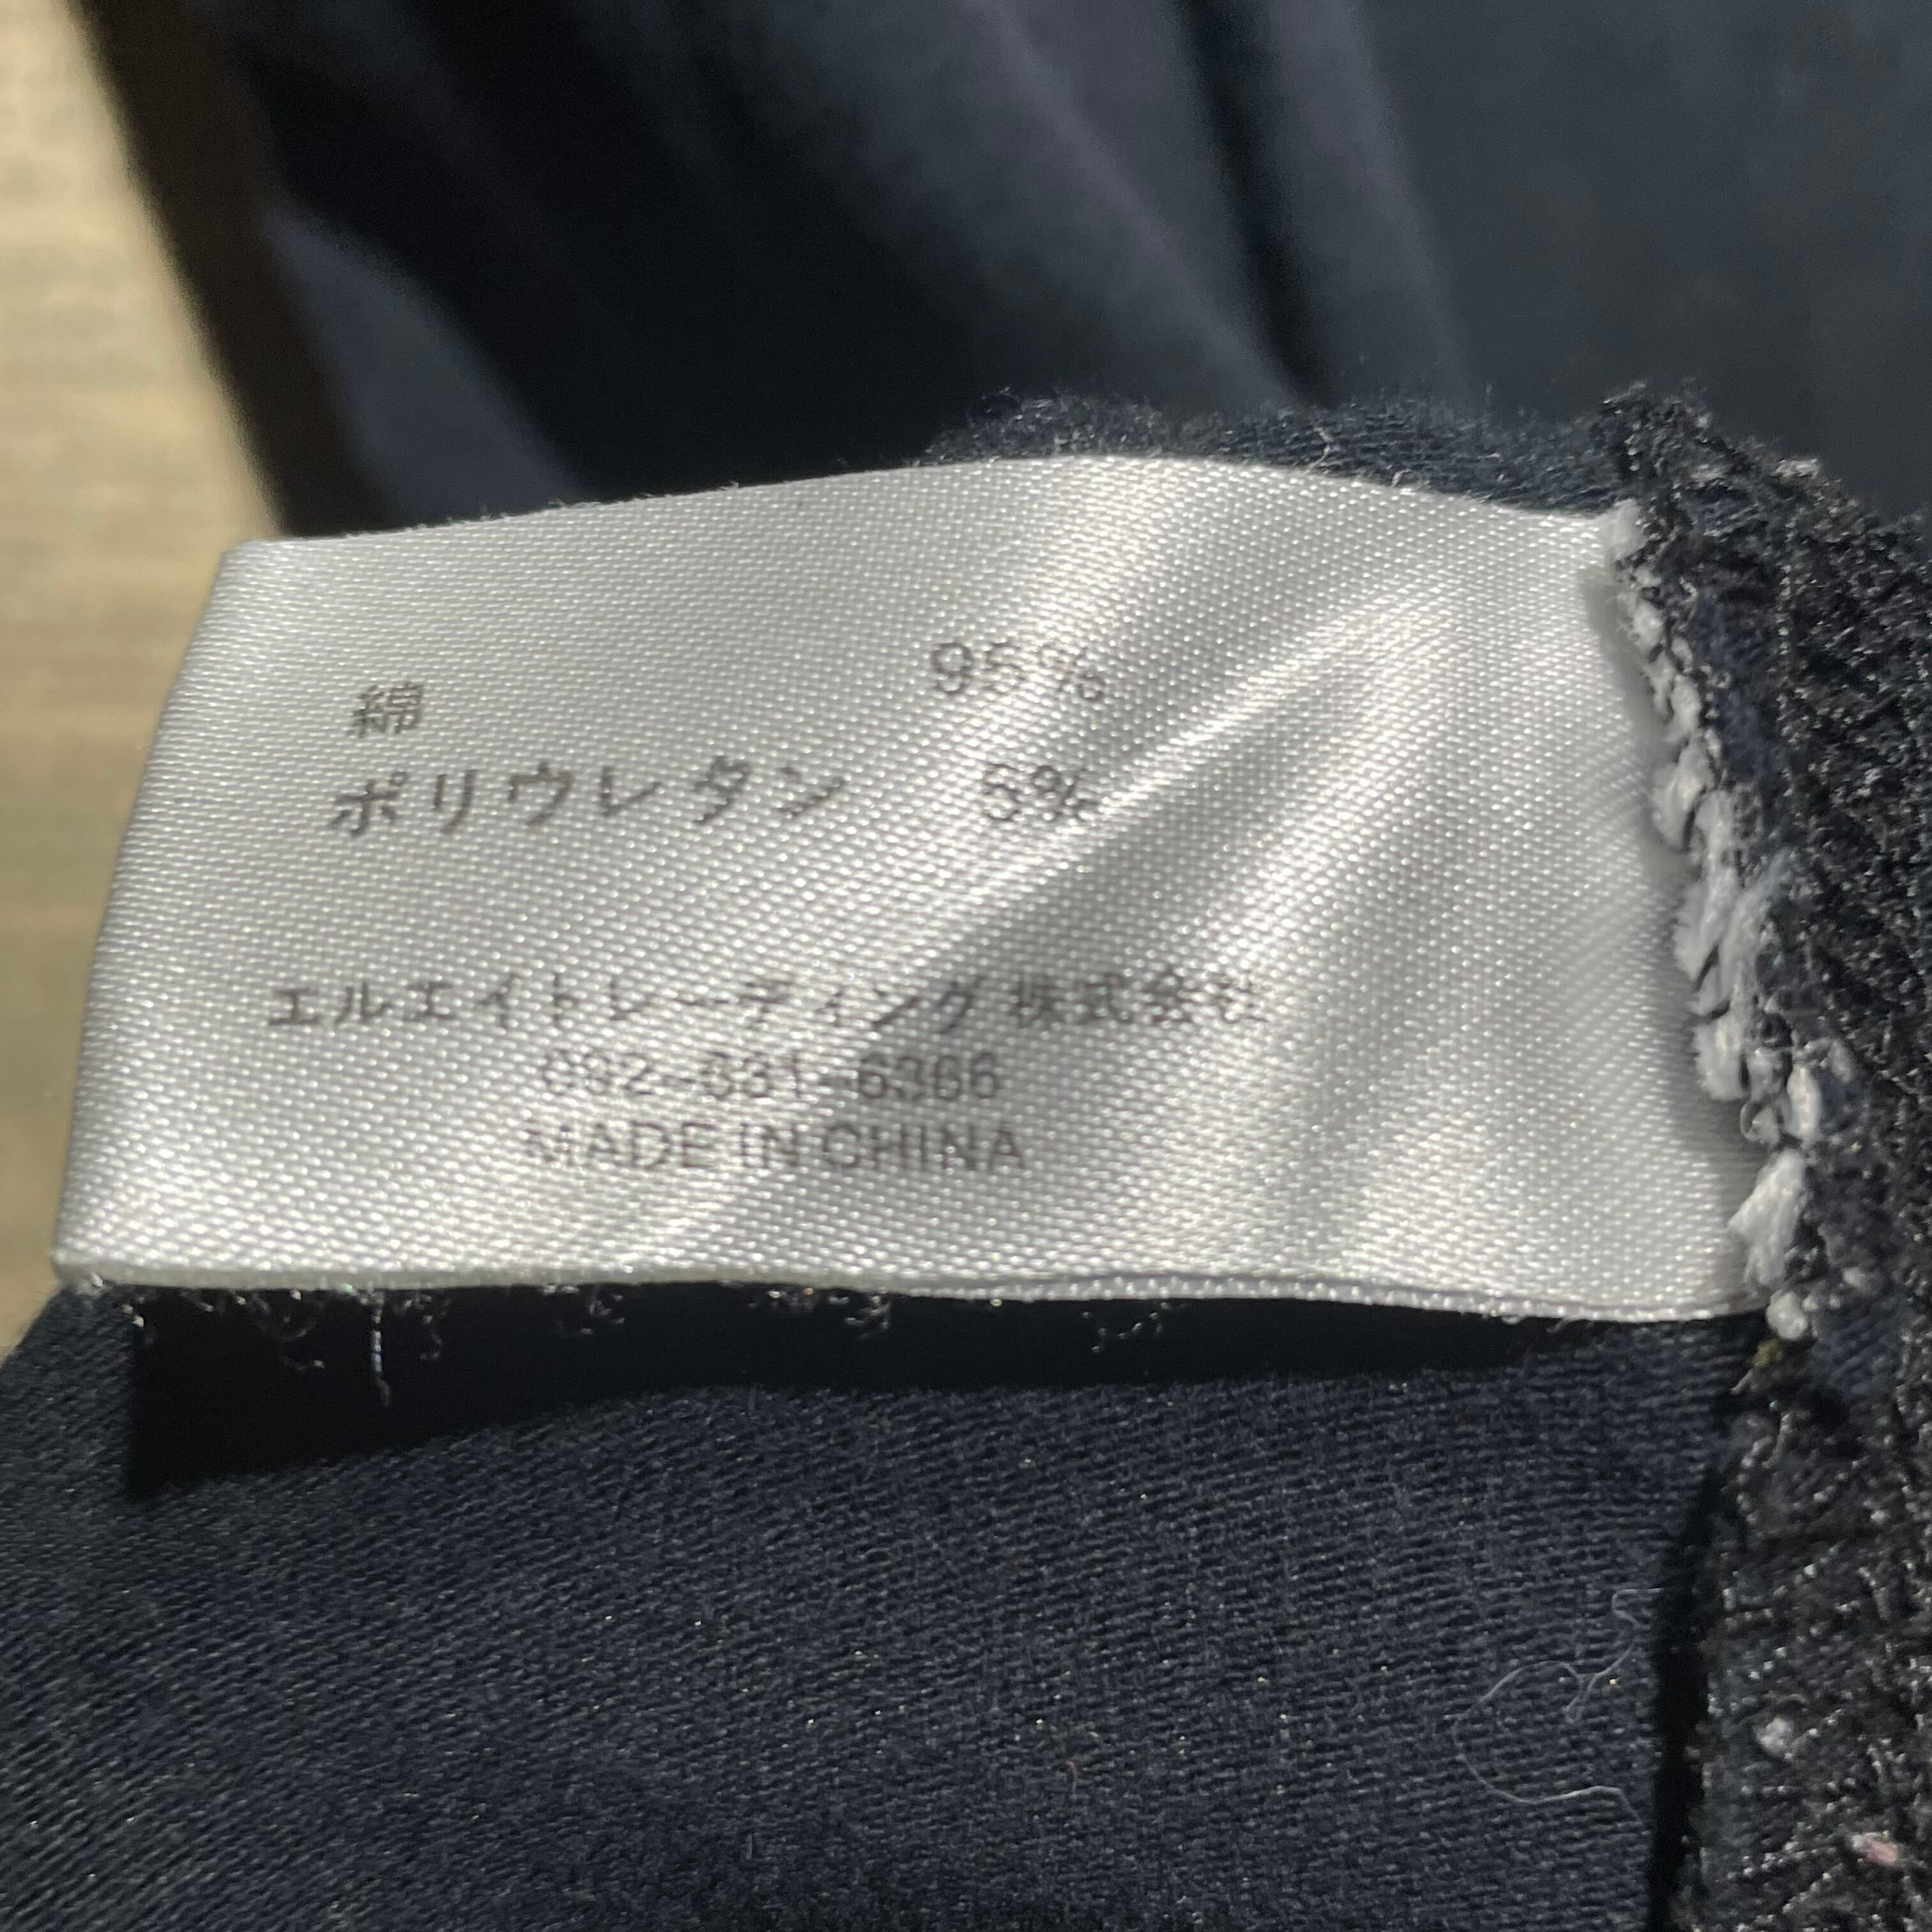 綿 95%
ポリウレタン 5%
エルエイトレーディング株式会社
092-631-6366
MADE IN CHINA